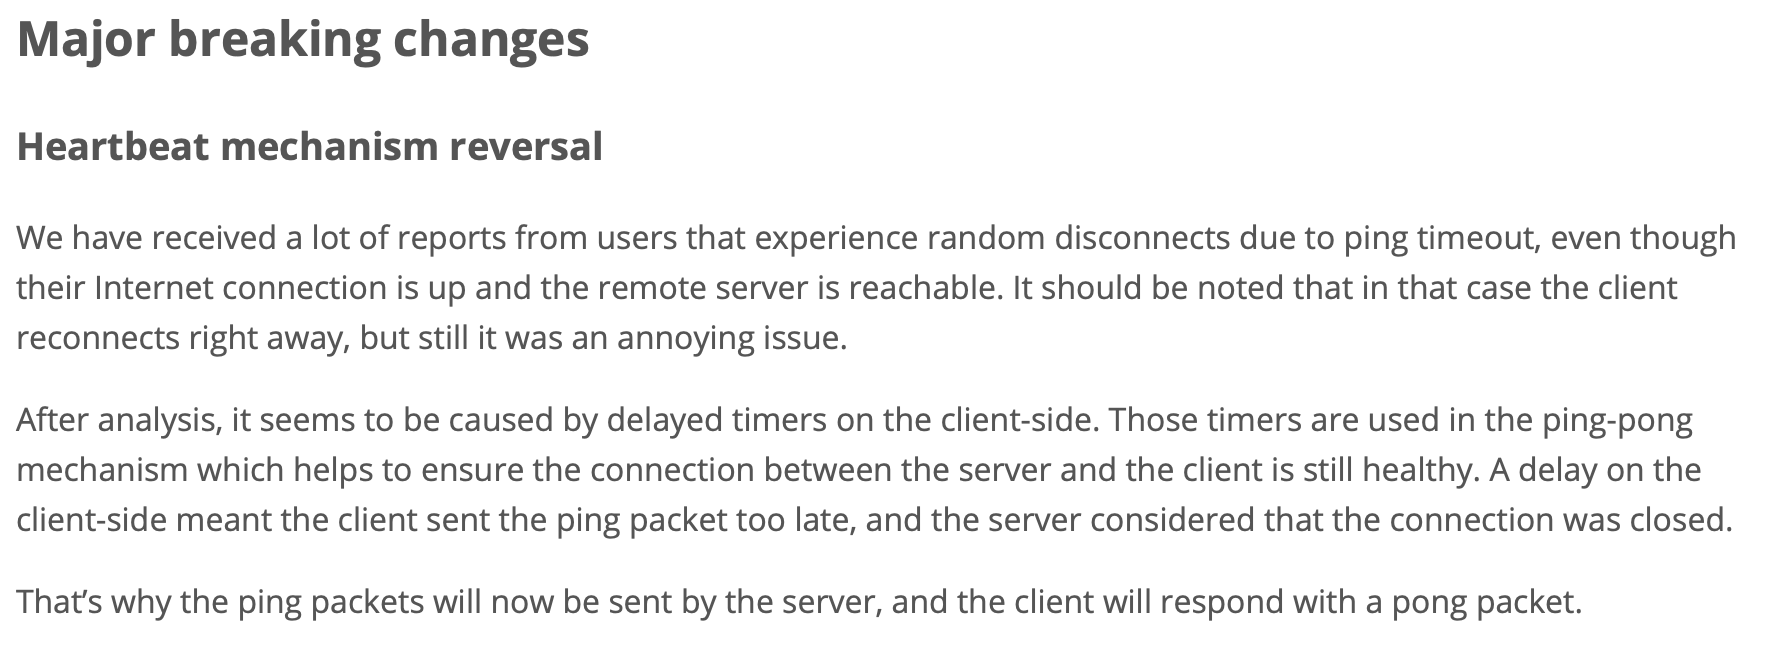 Major breaking changes
Heartbeat mechanism reversal
We have received a lot of reports from users that experience random disconnects due to ping timeout, even though
their Internet connection is up and the remote server is reachable. It should be noted that in that case the client
reconnects right away, but still it was an annoying issue.
After analysis, it seems to be caused by delayed timers on the client-side. Those timers are used in the ping-pong
mechanism which helps to ensure the connection between the server and the client is still healthy. A delay on the
client-side meant the client sent the ping packet too late, and the server considered that the connection was closed.
That’s why the ping packets will now be sent by the server, and the client will respond with a pong packet.